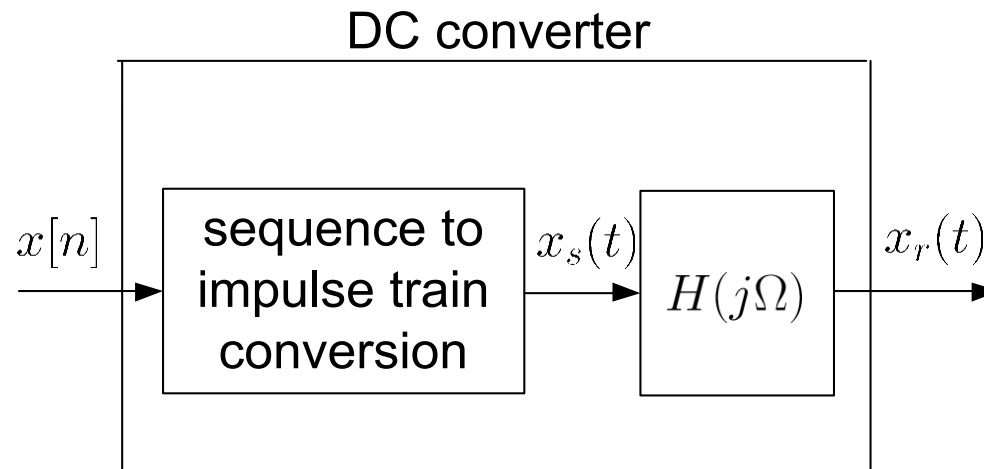 DC converter
x[n]
sequence to
impulse train
conversion
x_s(t)
H(jΩ)
x_r(t)